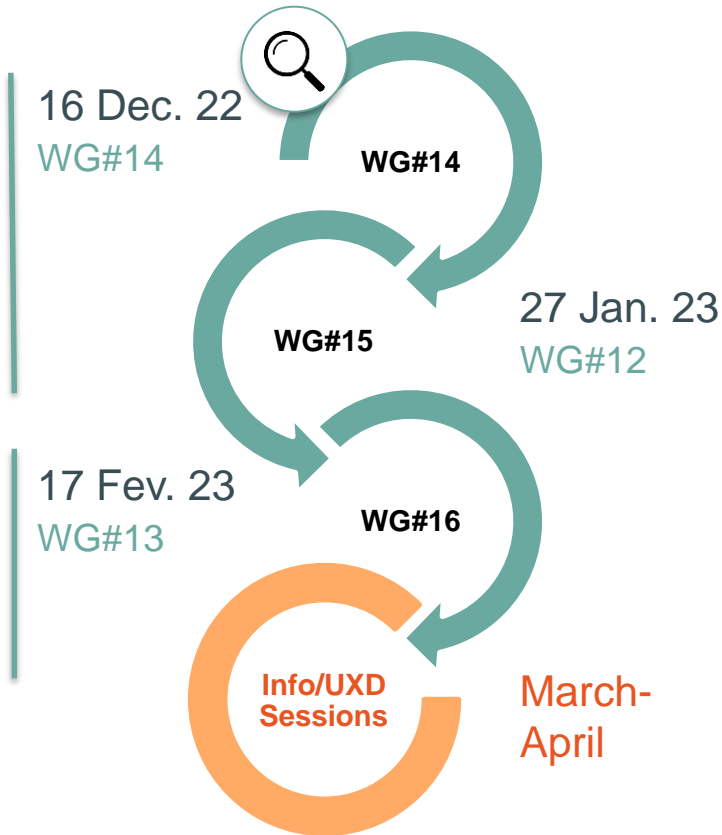 16 Dec. 22
WG#14
WG#14
27 Jan. 23
WG#12
WG#15
17 Fev. 23
WG#13
WG#16
Info/UXD
Sessions
March-
April